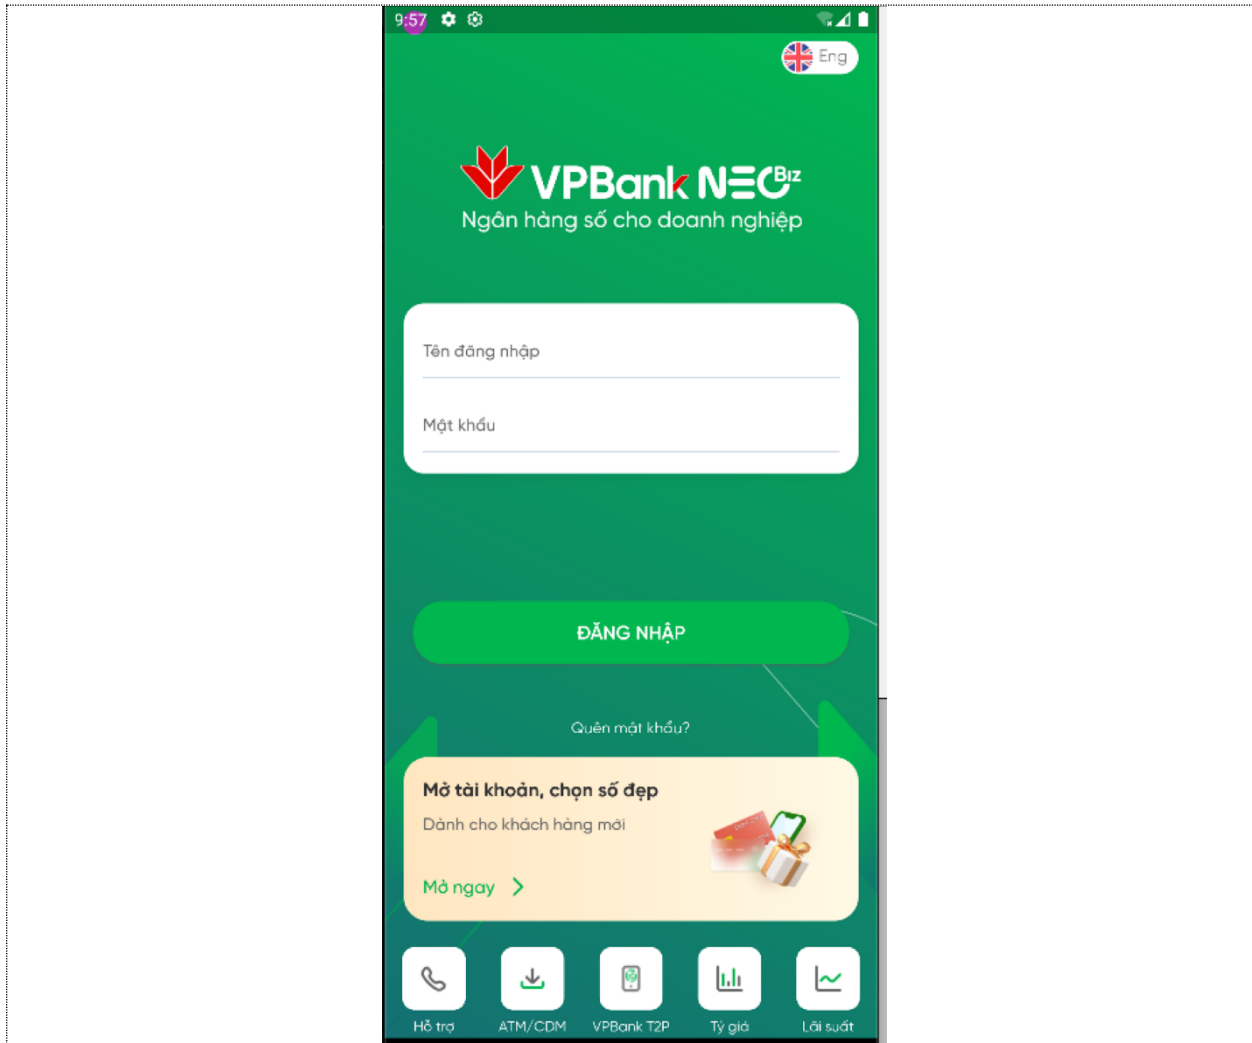 9:57
Eng
VPBank NEO Biz
Ngân hàng số cho doanh nghiệp
Tên đăng nhập
Mật khẩu
ĐĂNG NHẬP
Quên mật khẩu?
Mở tài khoản, chọn số đẹp
Dành cho khách hàng mới
Mở ngay
Hỗ trợ ATM/CDM VPBank T2P Tỷ giá Lãi suất